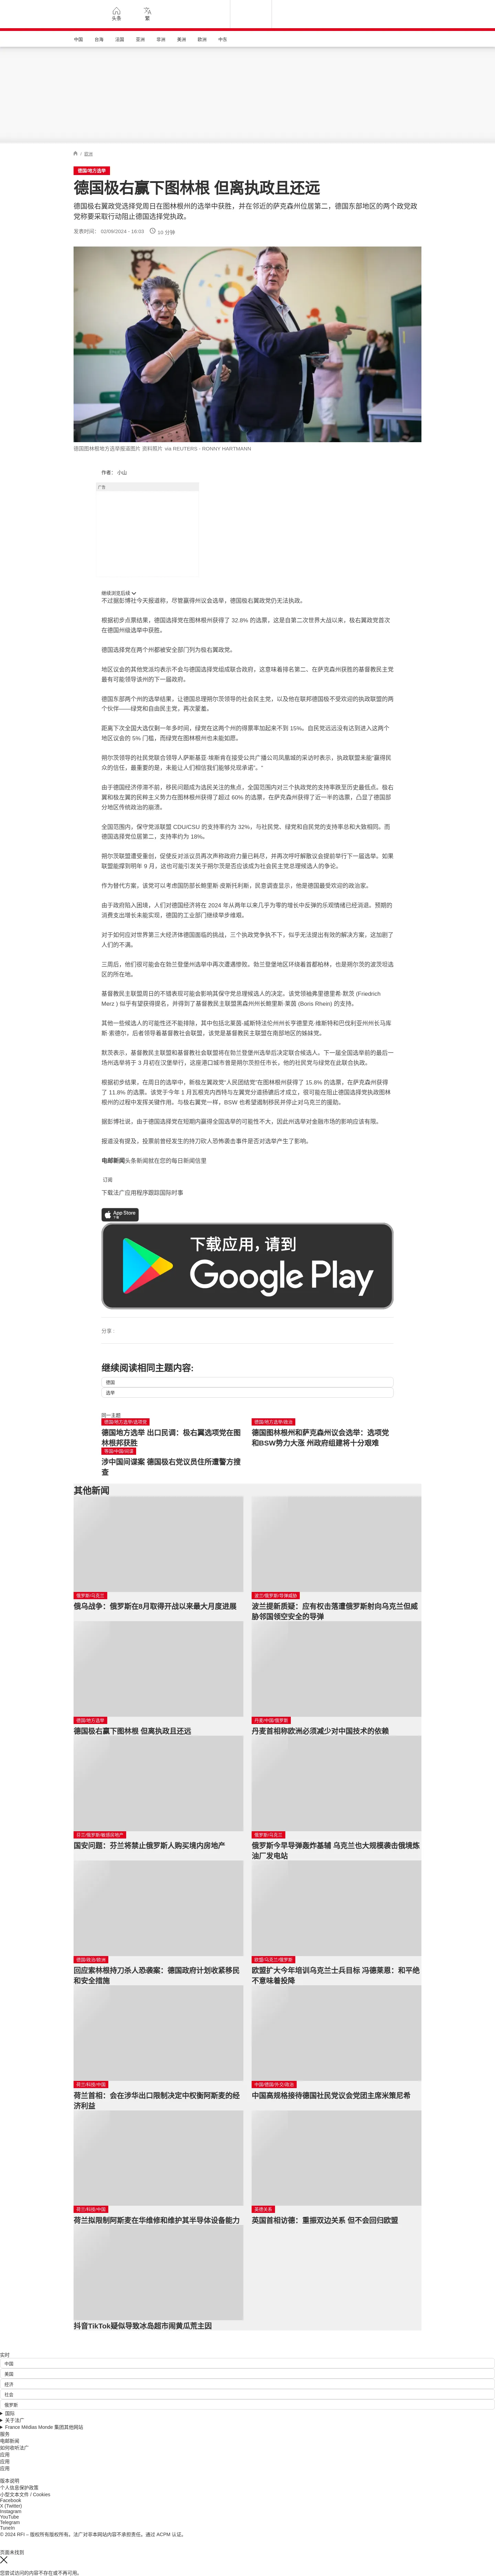 头条
繁
中国
台湾
法国
亚洲
非洲
美洲
欧洲
中东
/ 欧洲
德国/地方选举
德国极右赢下图林根 但离执政且还远
德国极右翼政党选择党周日在图林根州的选举中获胜，并在邻近的萨克森州位居第二，德国东部地区的两个政党政党称要采取行动阻止德国选择党执政。
发表时间： 02/09/2024 - 16:03
10 分钟
德国图林根地方选举报道图片 资料照片 via REUTERS - RONNY HARTMANN
作者： 小山
广告
继续浏览后续
不过据彭博社今天报道称，尽管赢得州议会选举，德国极右翼政党仍无法执政。
根据初步点票结果，德国选择党在图林根州获得了 32.8% 的选票，这是自第二次世界大战以来，极右翼政党首次在德国州级选举中获胜。
德国选择党在两个州都被安全部门列为极右翼政党。
地区议会的其他党派均表示不会与德国选择党组成联合政府，这意味着排名第二、在萨克森州获胜的基督教民主党最有可能领导该州的下一届政府。
德国东部两个州的选举结果，让德国总理朔尔茨领导的社会民主党，以及他在联邦德国极不受欢迎的执政联盟的两个伙伴——绿党和自由民主党，再次蒙羞。
距离下次全国大选仅剩一年多时间，绿党在这两个州的得票率加起来不到 15%。自民党远远没有达到进人这两个地区议会的 5% 门槛，而绿党在图林根州也未能如愿。
朔尔茨领导的社民党联合领导人萨斯基亚·埃斯肯在接受公共广播公司凤凰城的采访时表示，执政联盟未能“赢得民众的信任，最重要的是，未能让人们相信我们能够兑现承诺”。"
由于德国经济停滞不前，移民问题成为选民关注的焦点，全国范围内对三个执政党的支持率跌至历史最低点。极右翼和极左翼的民粹主义势力在图林根州获得了超过 60% 的选票，在萨克森州获得了近一半的选票，凸显了德国部分地区传统政治的崩溃。
全国范围内，保守党派联盟 CDU/CSU 的支持率约为 32%，与社民党、绿党和自民党的支持率总和大致相同。而德国选择党位居第二，支持率约为 18%。
朔尔茨联盟遭受重创，促使反对派议员再次声称政府力量已耗尽，并再次呼吁解散议会提前举行下一届选举。如果联盟能撑到明年 9 月，这也可能引发关于朔尔茨是否应该成为社会民主党总理候选人的争论。
作为替代方案，该党可以考虑国防部长鲍里斯·皮斯托利斯，民意调查显示，他是德国最受欢迎的政治家。
由于政府陷入困境，人们对德国经济将在 2024 年从两年以来几乎为零的增长中反弹的乐观情绪已经消退。预期的消费支出增长未能实现，德国的工业部门继续举步维艰。
对于如何应对世界第三大经济体德国面临的挑战，三个执政党争执不下，似乎无法提出有效的解决方案，这加剧了人们的不满。
三周后，他们很可能会在勃兰登堡州选举中再次遭遇惨败。勃兰登堡地区环绕着首都柏林，也是朔尔茨的波茨坦选区的所在地。
基督教民主联盟周日的不错表现可能会影响其保守党总理候选人的决定。该党领袖弗里德里希·默茨 (Friedrich Merz ) 似乎有望获得提名，并得到了基督教民主联盟黑森州州长鲍里斯·莱茵 (Boris Rhein) 的支持。
其他一些候选人的可能性还不能排除，其中包括北莱茵-威斯特法伦州州长亨德里克·维斯特和巴伐利亚州州长马库斯·索德尔，后者领导着基督教社会联盟，该党是基督教民主联盟在南部地区的姊妹党。
默茨表示，基督教民主联盟和基督教社会联盟将在勃兰登堡州选举后决定联合候选人。下一届全国选举前的最后一场州选举将于 3 月初在汉堡举行，这座港口城市曾是朔尔茨担任市长，他的社民党与绿党在此联合执政。
根据初步结果，在周日的选举中，新极左翼政党“人民团结党”在图林根州获得了 15.8% 的选票，在萨克森州获得了 11.8% 的选票。该党于今年 1 月瓦根克内西特与左翼党分道扬镳后才成立，很可能在阻止德国选择党执政图林根州的过程中发挥关键作用。与极右翼党一样，BSW 也希望遏制移民并停止对乌克兰的援助。
据彭博社说，由于德国选择党在短期内赢得全国选举的可能性不大，因此州选举对金融市场的影响应该有限。
报道没有提及，投票前曾经发生的持刀砍人恐怖袭击事件是否对选举产生了影响。
电邮新闻头条新闻就在您的每日新闻信里
订阅
下载法广应用程序跟踪国际时事
App Store
下载
下载应用，请到
Google Play
分享 :
继续阅读相同主题内容:
德国
选举
同一主题
德国/地方选举/选项党
德国地方选举 出口民调：极右翼选项党在图林根邦获胜
德国/地方选举/政治
德国图林根州和萨克森州议会选举：选项党和BSW势力大涨 州政府组建将十分艰难
德国/中国/间谍
涉中国间谋案 德国极右党议员住所遭警方搜查
其他新闻
俄罗斯/乌克兰
俄乌战争：俄罗斯在8月取得开战以来最大月度进展
波兰/俄罗斯/导弹威胁
波兰提新质疑：应有权击落遭俄罗斯射向乌克兰但威胁邻国领空安全的导弹
德国/地方选举
德国极右赢下图林根 但离执政且还远
丹麦/中国/俄罗斯
丹麦首相称欧洲必须减少对中国技术的依赖
芬兰/俄罗斯/敏感房地产
国安问题：芬兰将禁止俄罗斯人购买境内房地产
俄罗斯/乌克兰
俄罗斯今早导弹轰炸基辅 乌克兰也大规模袭击俄境炼油厂发电站
德国/政治/欧洲
回应索林根持刀杀人恐袭案：德国政府计划收紧移民和安全措施
欧盟/乌克兰/俄罗斯
欧盟扩大今年培训乌克兰士兵目标 冯德莱恩：和平绝不意味着投降
荷兰/科技/中国
荷兰首相：会在涉华出口限制决定中权衡阿斯麦的经济利益
中国/德国/外交/政治
中国高规格接待德国社民党议会党团主席米策尼希
荷兰/科技/中国
荷兰拟限制阿斯麦在华维修和维护其半导体设备能力
英德关系
英国首相访德：重振双边关系 但不会回归欧盟
抖音TikTok疑似导致冰岛超市闹黄瓜荒主因
实时
中国
美国
经济
社会
俄罗斯
国际
关于法广
France Médias Monde 集团其他网站
服务
电邮新闻
如何收听法广
应用
应用
应用
版本说明
个人信息保护政策
小型文本文件 / Cookies
Facebook
X (Twitter)
Instagram
YouTube
Telegram
TuneIn
© 2024 RFI – 版权所有版权所有。法广对非本网站内容不承担责任。通过 ACPM 认证。
页面未找到
您尝试访问的内容不存在或不再可用。